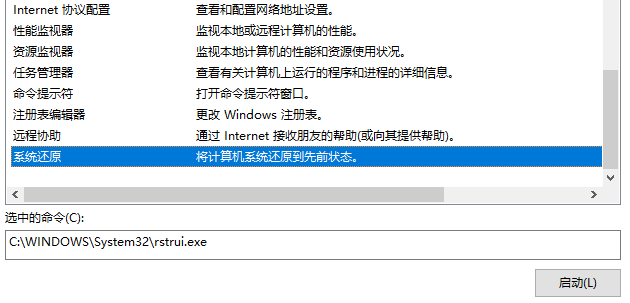 Internet 协议配置 查看和配置网络地址设置。
性能监视器 监视本地或远程计算机的性能。
资源监视器 监视本地计算机的性能和资源使用状况。
任务管理器 查看有关计算机上运行的程序和进程的详细信息。
命令提示符 打开命令提示符窗口。
注册表编辑器 更改 Windows 注册表。
远程协助 通过 Internet 接收朋友的帮助(或向其提供帮助)。
系统还原 将计算机系统还原到先前状态。
选中的命令(C):
C:\WINDOWS\System32\rstrui.exe
启动(L)